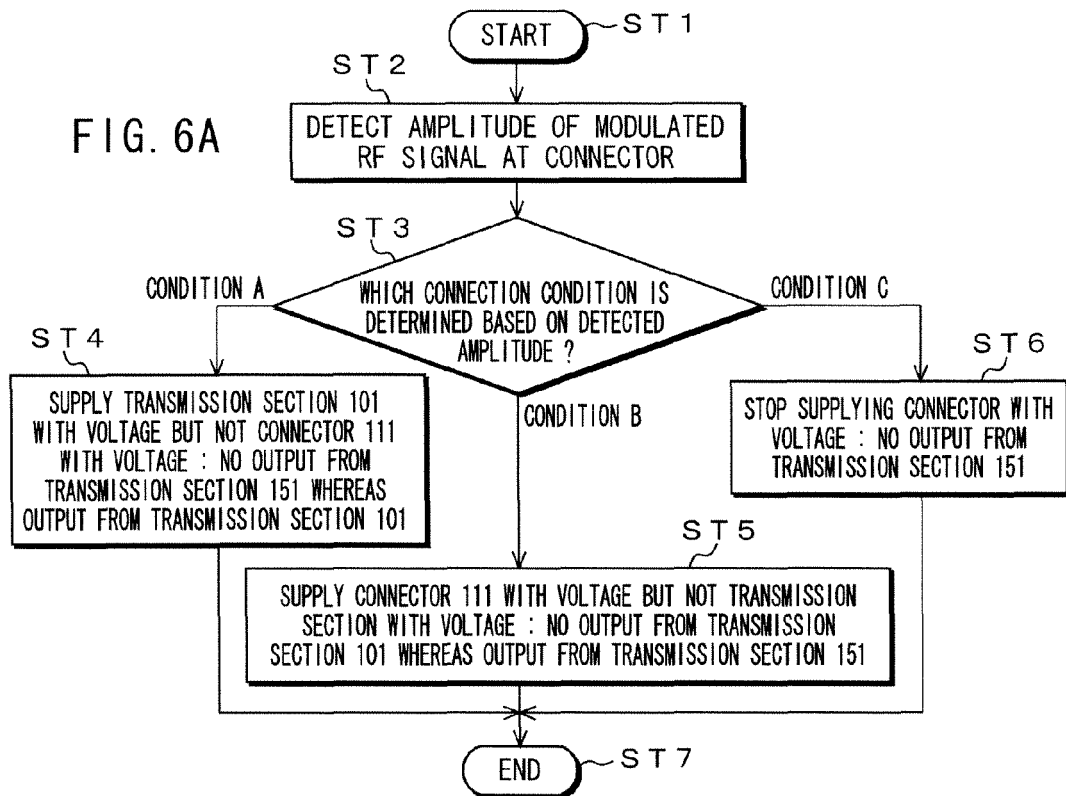 START
ST1
ST2
FIG. 6A
DETECT AMPLITUDE OF MODULATED
RF SIGNAL AT CONNECTOR
ST3
CONDITION A
WHICH CONNECTION CONDITION IS
DETERMINED BASED ON DETECTED
AMPLITUDE ?
CONDITION C
ST4
SUPPLY TRANSMISSION SECTION 101
WITH VOLTAGE BUT NOT CONNECTOR 111
WITH VOLTAGE : NO OUTPUT FROM
TRANSMISSION SECTION 151 WHEREAS
OUTPUT FROM TRANSMISSION SECTION 101
CONDITION B
ST6
STOP SUPPLYING CONNECTOR WITH
VOLTAGE : NO OUTPUT FROM
TRANSMISSION SECTION 151
ST5
SUPPLY CONNECTOR 111 WITH VOLTAGE BUT NOT TRANSMISSION
SECTION WITH VOLTAGE : NO OUTPUT FROM TRANSMISSION
SECTION 101 WHEREAS OUTPUT FROM TRANSMISSION SECTION 151
END
ST7